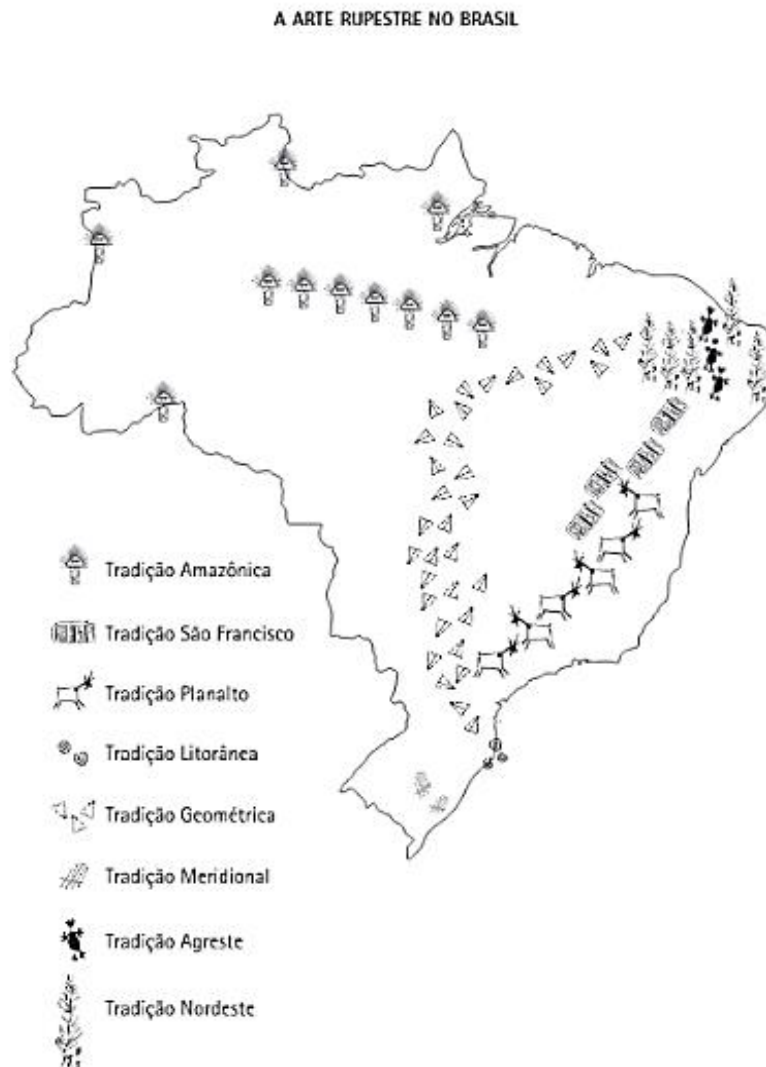 A ARTE RUPESTRE NO BRASIL
Tradição Amazônica
Tradição São Francisco
Tradição Planalto
Tradição Litorânea
Tradição Geométrica
Tradição Meridional
Tradição Agreste
Tradição Nordeste